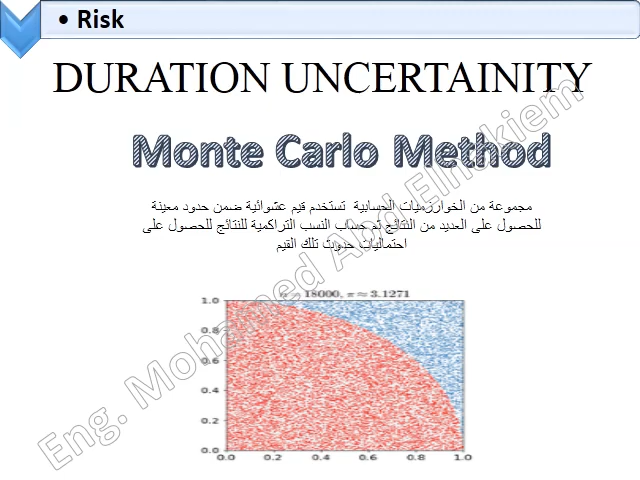 • Risk
DURATION UNCERTAINITY
Monte Carlo Method
مجموعة من الخوارزميات الحسابية تستخدم قيم عشوائية ضمن حدود معينة
للحصول على العديد من النتائج ثم حساب النسب التراكمية للنتائج للحصول على
احتماليات حدوث تلك القيم
n = 18000, π ≈ 3.1271
1.0
0.8
0.6
0.4
0.2
0.0
0.0 0.2 0.4 0.6 0.8 1.0
Eng. Mohamed Abd Elhakiem